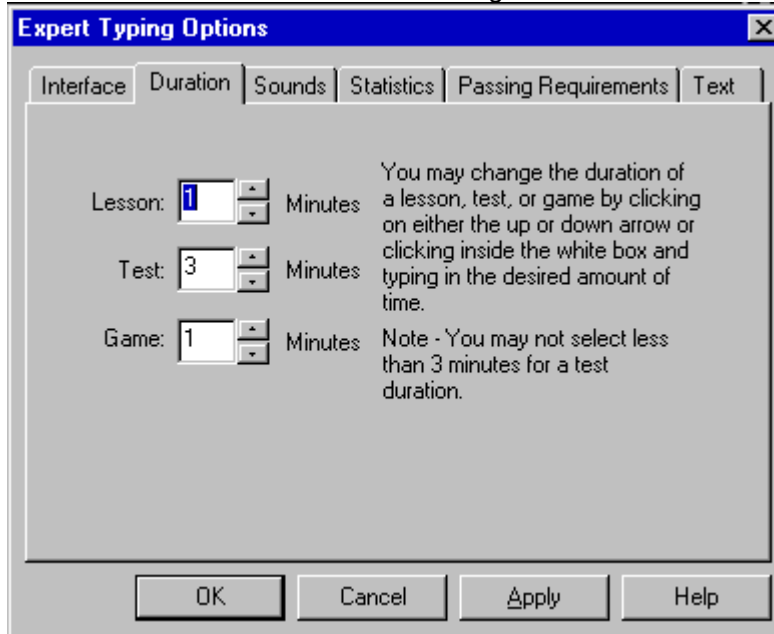 Expert Typing Options
Interface Duration Sounds Statistics Passing Requirements Text
You may change the duration of
Lesson: 1 Minutes a lesson, test, or game by clicking
on either the up or down arrow or
clicking inside the white box and
Test: 3 Minutes typing in the desired amount of
time.
Game: 1 Minutes Note - You may not select less
than 3 minutes for a test
duration.
OK Cancel Apply Help